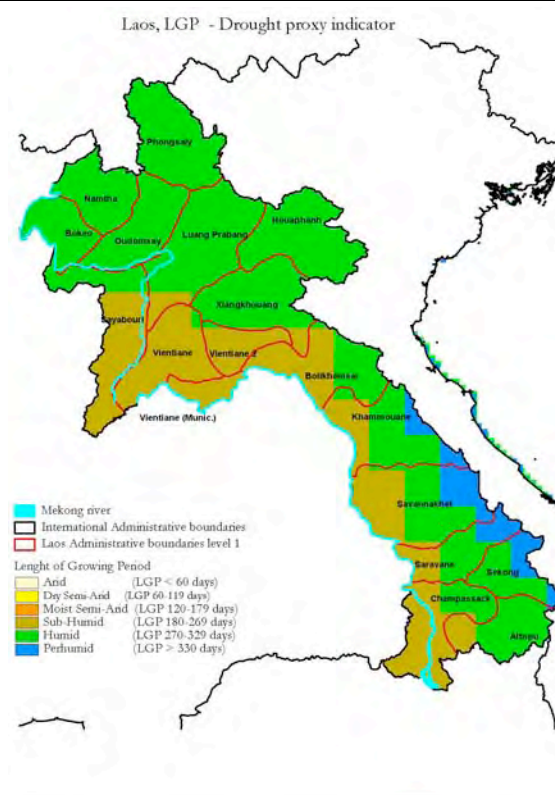 Laos, LGP - Drought proxy indicator
Phongsaly
Namtha
Houaphanh
Bokeo
Oudomxay
Luang Prabang
Xiangkhouang
Sayabouri
Vientiane
Vientiane 2
Bolikhamxai
Vientiane (Munic.)
Khammouane
Savannakhet
Saravane
Sekong
Champassack
Attapu
Mekong river
International Administrative boundaries
Laos Administrative boundaries level 1
Lenght of Growing Period
Arid (LGP < 60 days)
Dry Semi-Arid (LGP 60-119 days)
Moist Semi-Arid (LGP 120-179 days)
Sub-Humid (LGP 180-269 days)
Humid (LGP 270-329 days)
Perhumid (LGP > 330 days)